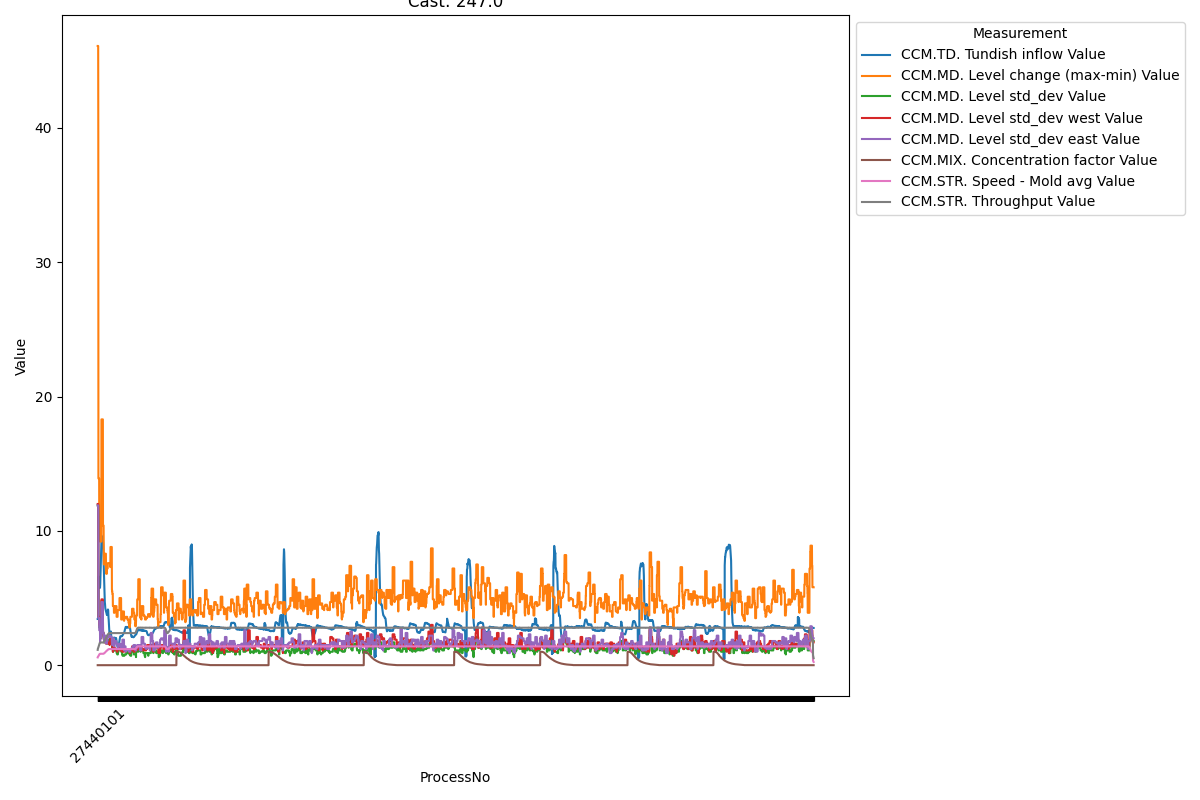 Cast: 247.0
Measurement
CCM.TD. Tundish inflow Value
CCM.MD. Level change (max-min) Value
CCM.MD. Level std_dev Value
CCM.MD. Level std_dev west Value
CCM.MD. Level std_dev east Value
CCM.MIX. Concentration factor Value
CCM.STR. Speed - Mold avg Value
CCM.STR. Throughput Value
Value
40
30
20
10
0
27440101
ProcessNo